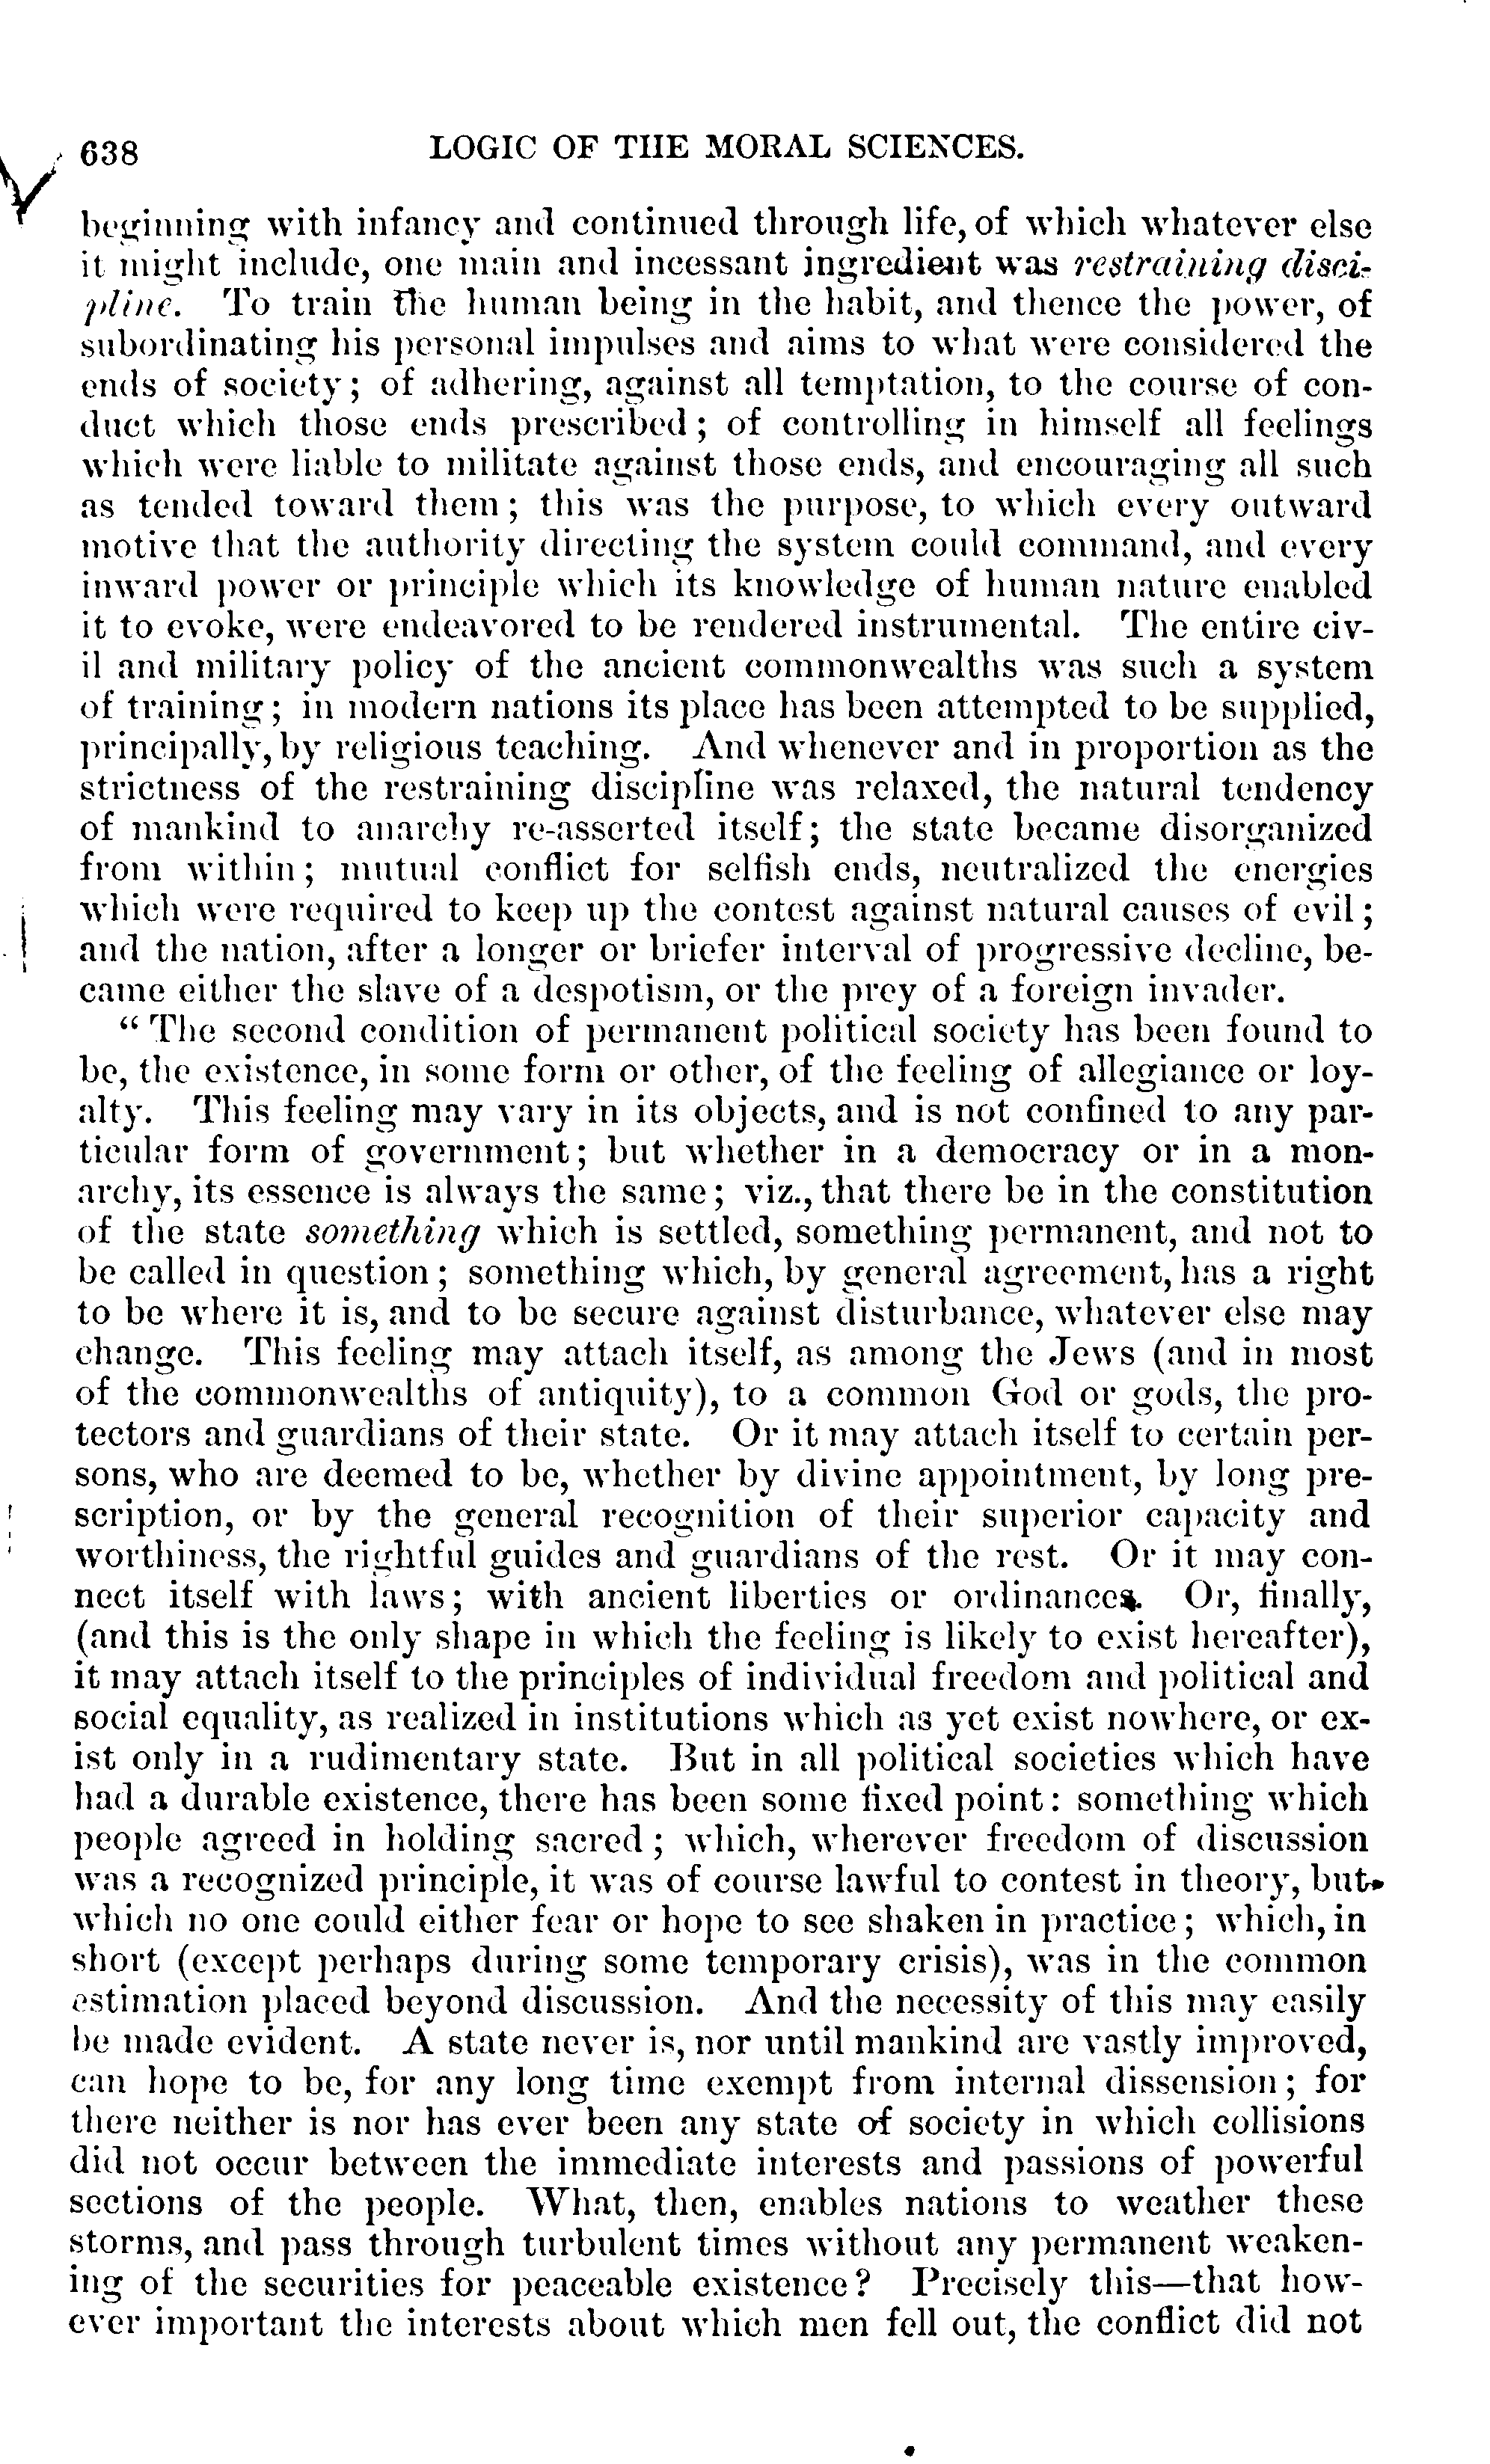 638 LOGIC OF THE MORAL SCIENCES.
beginning with infancy and continued through life, of which whatever else
it might include, one main and incessant ingredient was restraining disci-
pline. To train the human being in the habit, and thence the power, of
subordinating his personal impulses and aims to what were considered the
ends of society; of adhering, against all temptation, to the course of con-
duct which those ends prescribed; of controlling in himself all feelings
which were liable to militate against those ends, and encouraging all such
as tended toward them; this was the purpose, to which every outward
motive that the authority directing the system could command, and every
inward power or principle which its knowledge of human nature enabled
it to evoke, were endeavored to be rendered instrumental. The entire civ-
il and military policy of the ancient commonwealths was such a system
of training; in modern nations its place has been attempted to be supplied,
principally, by religious teaching. And whenever and in proportion as the
strictness of the restraining discipline was relaxed, the natural tendency
of mankind to anarchy re-asserted itself; the state became disorganized
from within; mutual conflict for selfish ends, neutralized the energies
which were required to keep up the contest against natural causes of evil;
and the nation, after a longer or briefer interval of progressive decline, be-
came either the slave of a despotism, or the prey of a foreign invader.
“The second condition of permanent political society has been found to
be, the existence, in some form or other, of the feeling of allegiance or loy-
alty. This feeling may vary in its objects, and is not confined to any par-
ticular form of government; but whether in a democracy or in a mon-
archy, its essence is always the same; viz., that there be in the constitution
of the state something which is settled, something permanent, and not to
be called in question; something which, by general agreement, has a right
to be where it is, and to be secure against disturbance, whatever else may
change. This feeling may attach itself, as among the Jews (and in most
of the commonwealths of antiquity), to a common God or gods, the pro-
tectors and guardians of their state. Or it may attach itself to certain per-
sons, who are deemed to be, whether by divine appointment, by long pre-
scription, or by the general recognition of their superior capacity and
worthiness, the rightful guides and guardians of the rest. Or it may con-
nect itself with laws; with ancient liberties or ordinances. Or, finally,
(and this is the only shape in which the feeling is likely to exist hereafter),
it may attach itself to the principles of individual freedom and political and
social equality, as realized in institutions which as yet exist nowhere, or ex-
ist only in a rudimentary state. But in all political societies which have
had a durable existence, there has been some fixed point: something which
people agreed in holding sacred; which, wherever freedom of discussion
was a recognized principle, it was of course lawful to contest in theory, but
which no one could either fear or hope to see shaken in practice; which, in
short (except perhaps during some temporary crisis), was in the common
estimation placed beyond discussion. And the necessity of this may easily
be made evident. A state never is, nor until mankind are vastly improved,
can hope to be, for any long time exempt from internal dissension; for
there neither is nor has ever been any state of society in which collisions
did not occur between the immediate interests and passions of powerful
sections of the people. What, then, enables nations to weather these
storms, and pass through turbulent times without any permanent weaken-
ing of the securities for peaceable existence? Precisely this—that how-
ever important the interests about which men fell out, the conflict did not